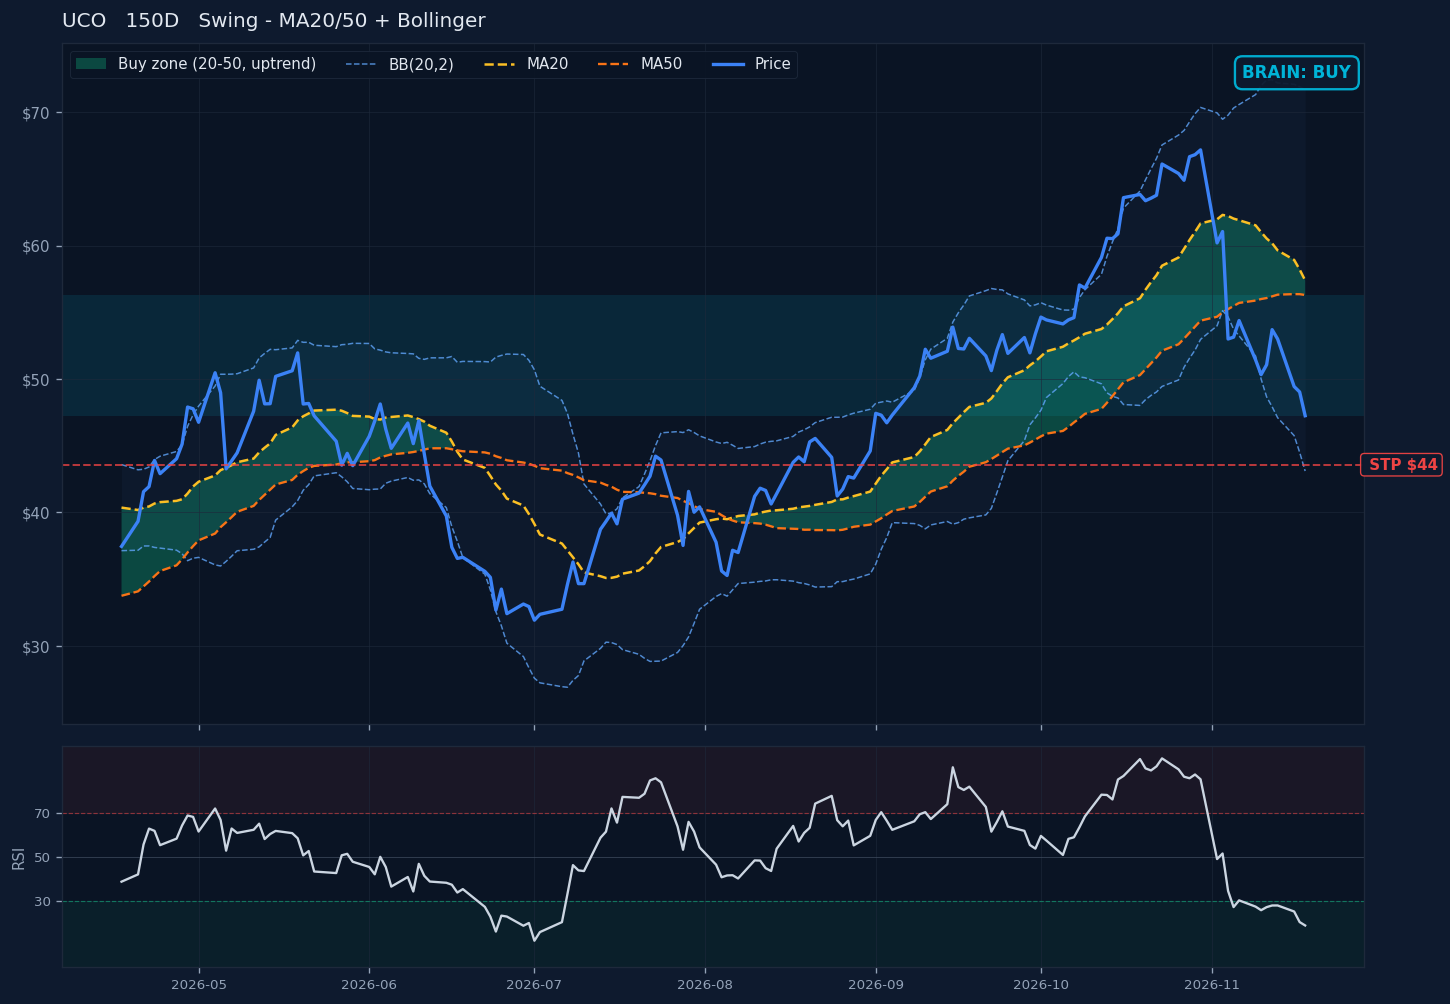 UCO   150D   Swing - MA20/50 + Bollinger
Buy zone (20-50, uptrend)   BB(20,2)   MA20   MA50   Price
BRAIN: BUY
$70
$60
$50
$40
$30
STP $44
RSI
70
50
30
2026-05   2026-06   2026-07   2026-08   2026-09   2026-10   2026-11